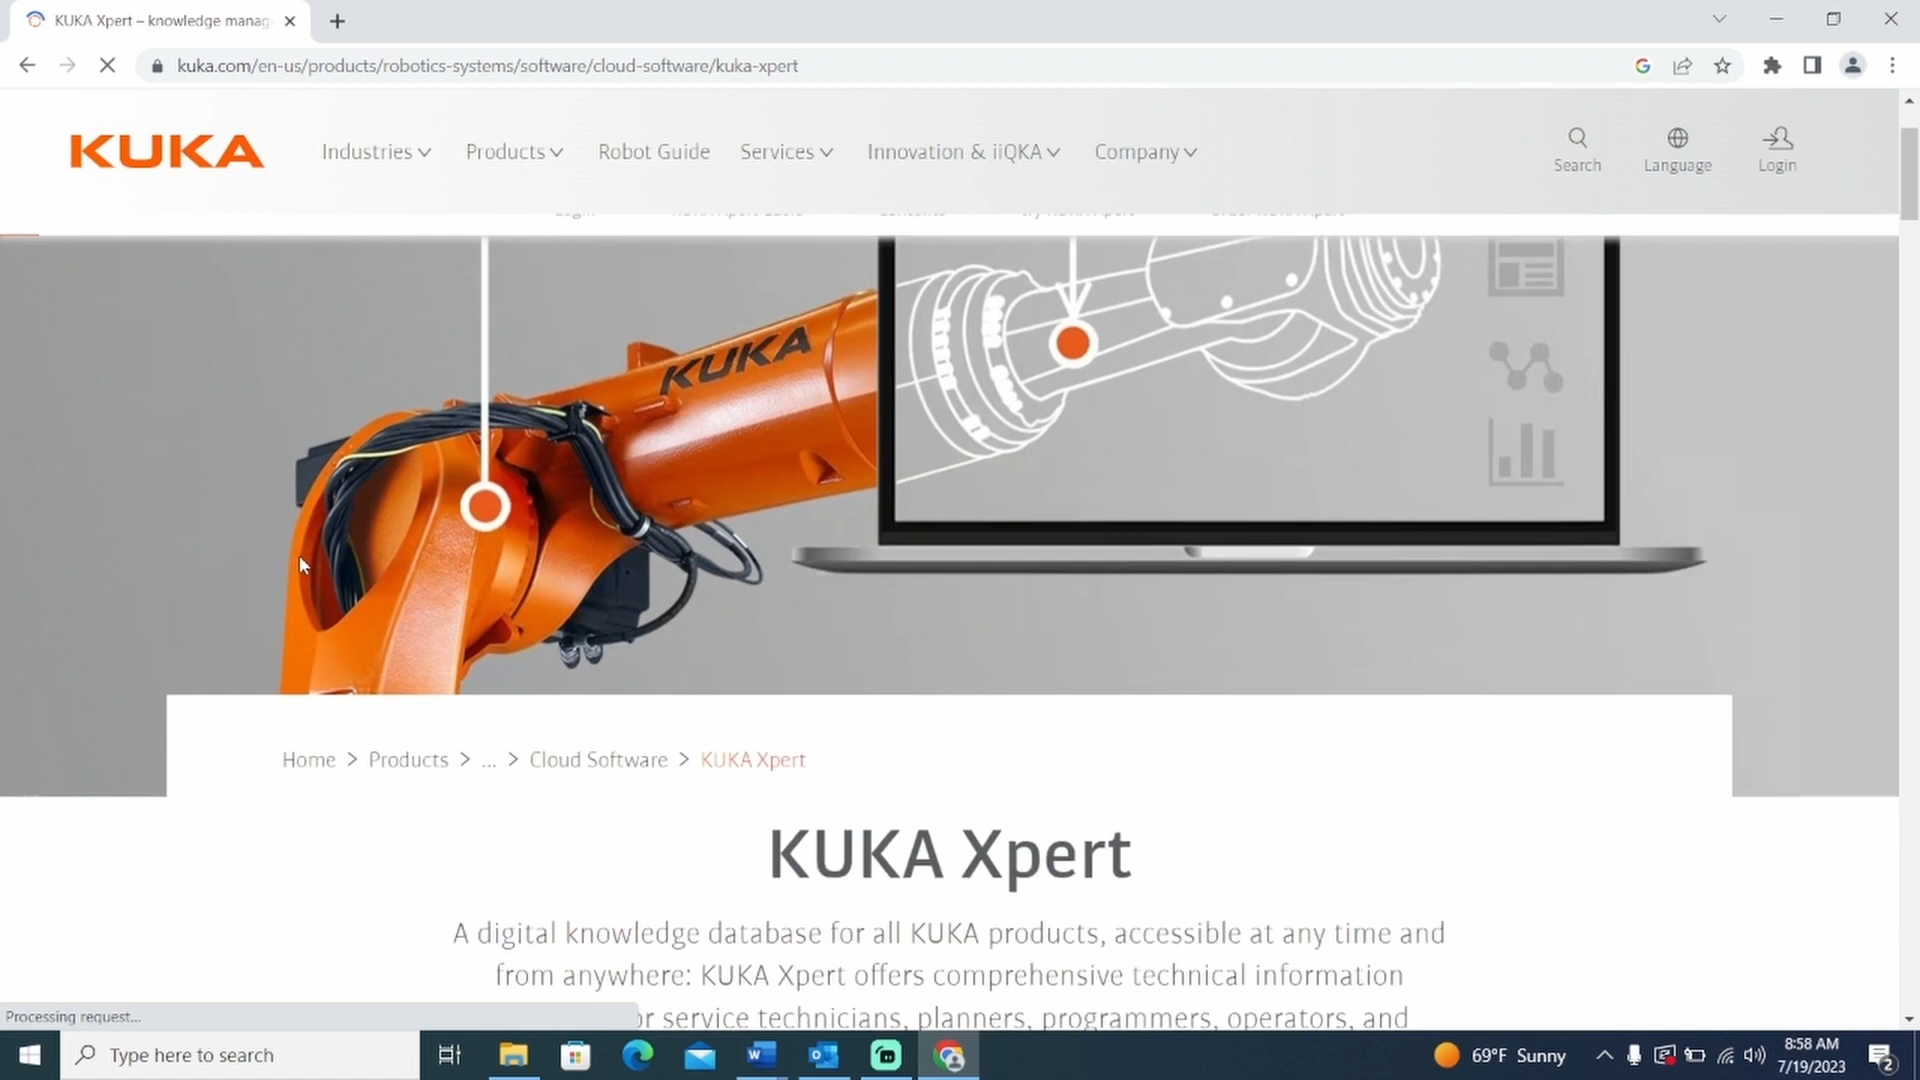 KUKA Xpert – knowledge manag
kuka.com/en-us/products/robotics-systems/software/cloud-software/kuka-xpert
KUKA
Industries
Products
Robot Guide
Services
Innovation & iiQKA
Company
Search
Language
Login
KUKA
Home > Products > ... > Cloud Software > KUKA Xpert
KUKA Xpert
A digital knowledge database for all KUKA products, accessible at any time and
from anywhere: KUKA Xpert offers comprehensive technical information
or service technicians, planners, programmers, operators, and
Processing request...
Type here to search
69°F Sunny
8:58 AM
7/19/2023
2